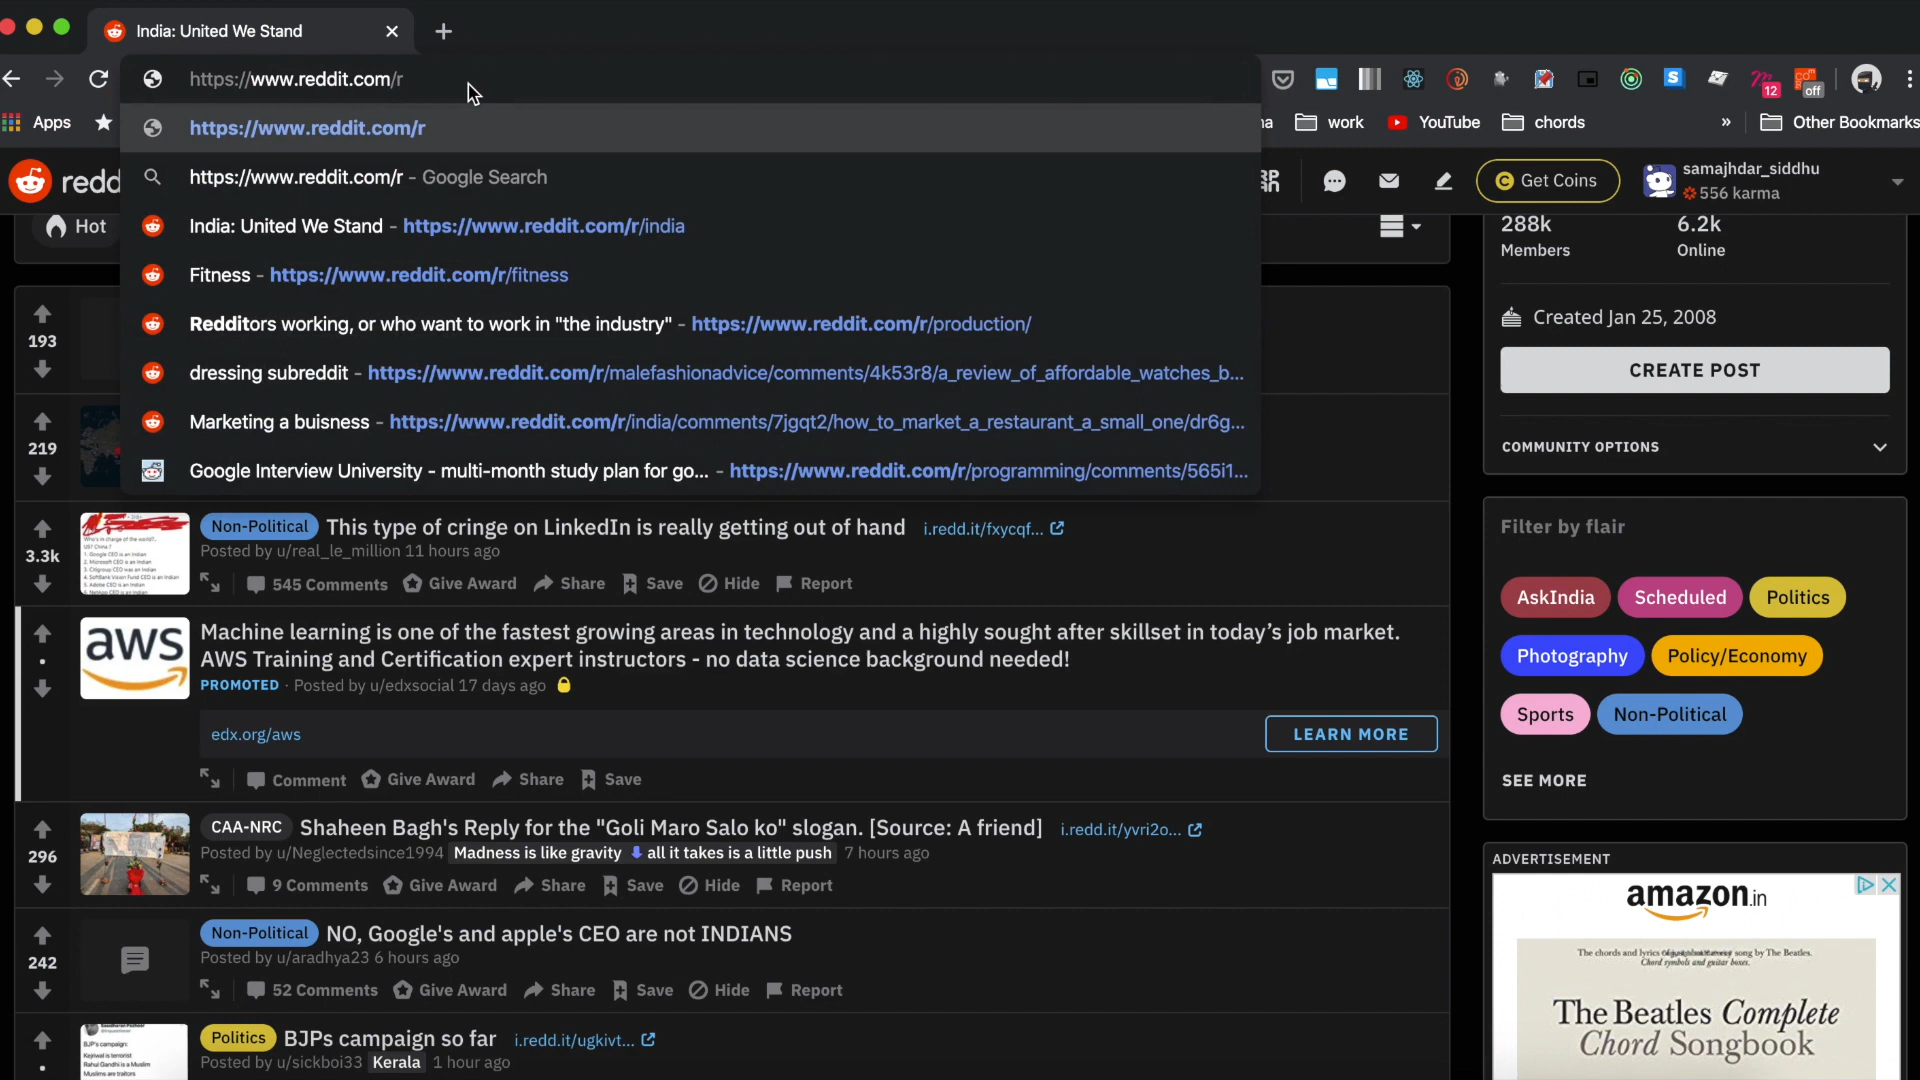 India: United We Stand
https://www.reddit.com/r
https://www.reddit.com/r
https://www.reddit.com/r - Google Search
India: United We Stand - https://www.reddit.com/r/india
Fitness - https://www.reddit.com/r/fitness
Redditors working, or who want to work in "the industry" - https://www.reddit.com/r/production/
dressing subreddit - https://www.reddit.com/r/malefashionadvice/comments/4k53r8/a_review_of_affordable_watches_b...
Marketing a buisness - https://www.reddit.com/r/india/comments/7jgqt2/how_to_market_a_restaurant_a_small_one/dr6g...
Google Interview University - multi-month study plan for go... - https://www.reddit.com/r/programming/comments/565i1...
12
off
Apps
work
YouTube
chords
»
Other Bookmarks
redd
Get Coins
samajhdar_siddhu
556 karma
Hot
193
219
3.3k
Non-Political This type of cringe on LinkedIn is really getting out of hand i.redd.it/fxycqf...
Posted by u/real_le_million 11 hours ago
545 Comments Give Award Share Save Hide Report
aws
Machine learning is one of the fastest growing areas in technology and a highly sought after skillset in today’s job market.
AWS Training and Certification expert instructors - no data science background needed!
PROMOTED · Posted by u/edxsocial 17 days ago
edx.org/aws
LEARN MORE
Comment Give Award Share Save
296
CAA-NRC Shaheen Bagh's Reply for the "Goli Maro Salo ko" slogan. [Source: A friend] i.redd.it/yvri2o...
Posted by u/Neglectedsince1994 Madness is like gravity all it takes is a little push 7 hours ago
9 Comments Give Award Share Save Hide Report
242
Non-Political NO, Google's and apple's CEO are not INDIANS
Posted by u/aradhya23 6 hours ago
52 Comments Give Award Share Save Hide Report
BJP's campaign:
Kejriwal is terrorist
Rahul Gandhi is a Muslim
Muslims are traitors
Politics BJPs campaign so far i.redd.it/ugkivt...
Posted by u/sickboi33 Kerala 1 hour ago
288k
Members
6.2k
Online
Created Jan 25, 2008
CREATE POST
COMMUNITY OPTIONS
Filter by flair
AskIndia Scheduled Politics
Photography Policy/Economy
Sports Non-Political
SEE MORE
ADVERTISEMENT
amazon.in
The Beatles Complete
Chord Songbook